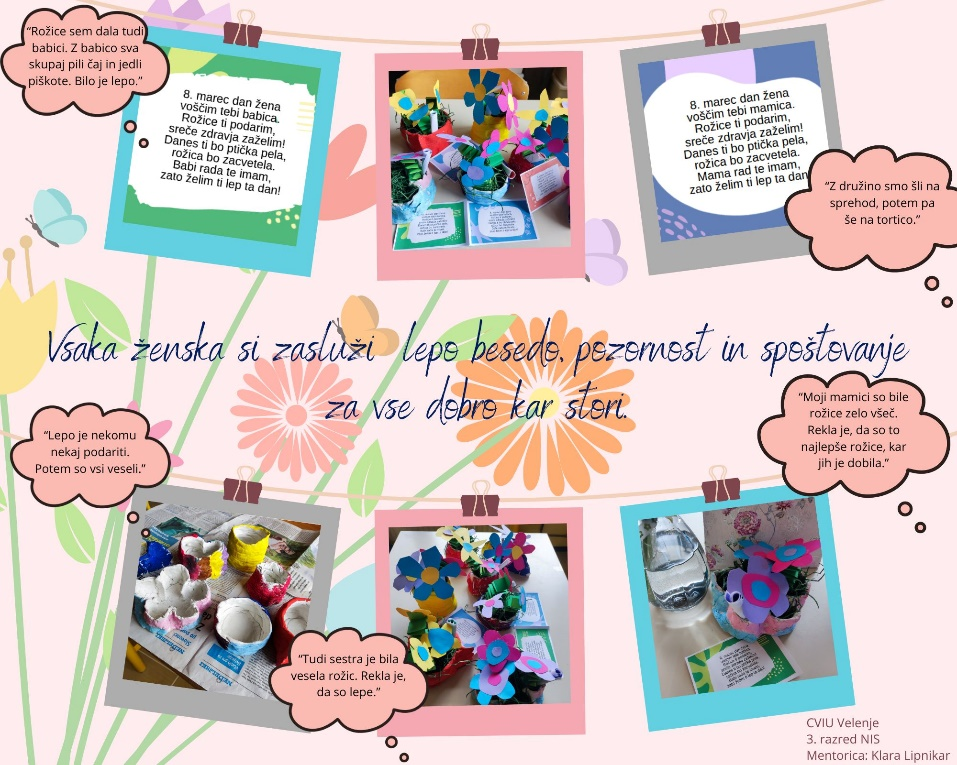 “Rožice sem dala tudi
babici. Z babico sva
skupaj pili čaj in jedli
piškote. Bilo je lepo.”
8. marec dan žena
voščim tebi babica.
Rožice ti podarim,
sreče zdravja zaželim!
Danes ti bo ptička pela,
rožica bo zacvetela.
Babi rada te imam,
zato želim ti lep ta dan!
8. marec dan žena
voščim tebi mamica.
Rožice ti podarim,
sreče zdravja zaželim!
Danes ti bo ptička pela,
rožica bo zacvetela.
Mama rad te imam,
zato želim ti lep ta dan
“Z družino smo šli na
sprehod, potem pa
še na tortico.”
Vsaka ženska si zasluži lepo besedo, pozornost in spoštovanje
za vse dobro kar stori.
“Lepo je nekomu
nekaj podariti.
Potem so vsi veseli.”
“Moji mamici so bile
rožice zelo všeč.
Rekla je, da so to
najlepše rožice, kar
jih je dobila.”
“Tudi sestra je bila
vesela rožic. Rekla je,
da so lepe.”
CVIU Velenje
3. razred NIS
Mentorica: Klara Lipnikar